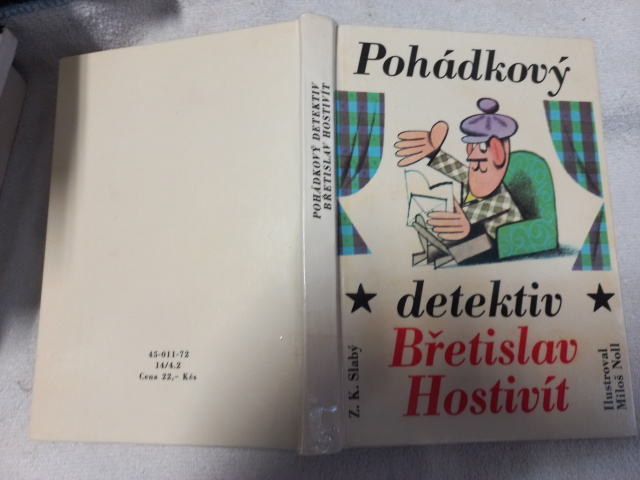 Pohádkový
detektiv
Břetislav
Hostivít
Z. K. Slabý
Ilustroval
Miloš Noll
POHÁDKOVÝ DETEKTIV
BŘETISLAV HOSTIVÍT
45-011-72
14/4.2
Cena 22,- Kčs